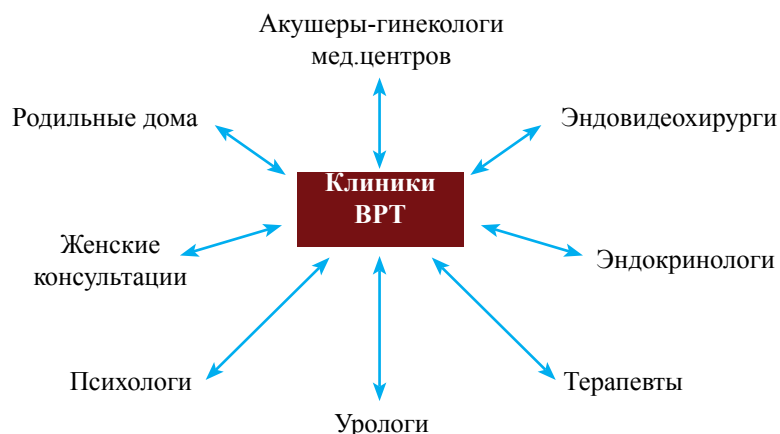 Акушеры-гинекологи
мед.центров
Родильные дома
Эндовидеохирурги
Клиники
ВРТ
Женские
консультации
Эндокринологи
Психологи
Терапевты
Урологи